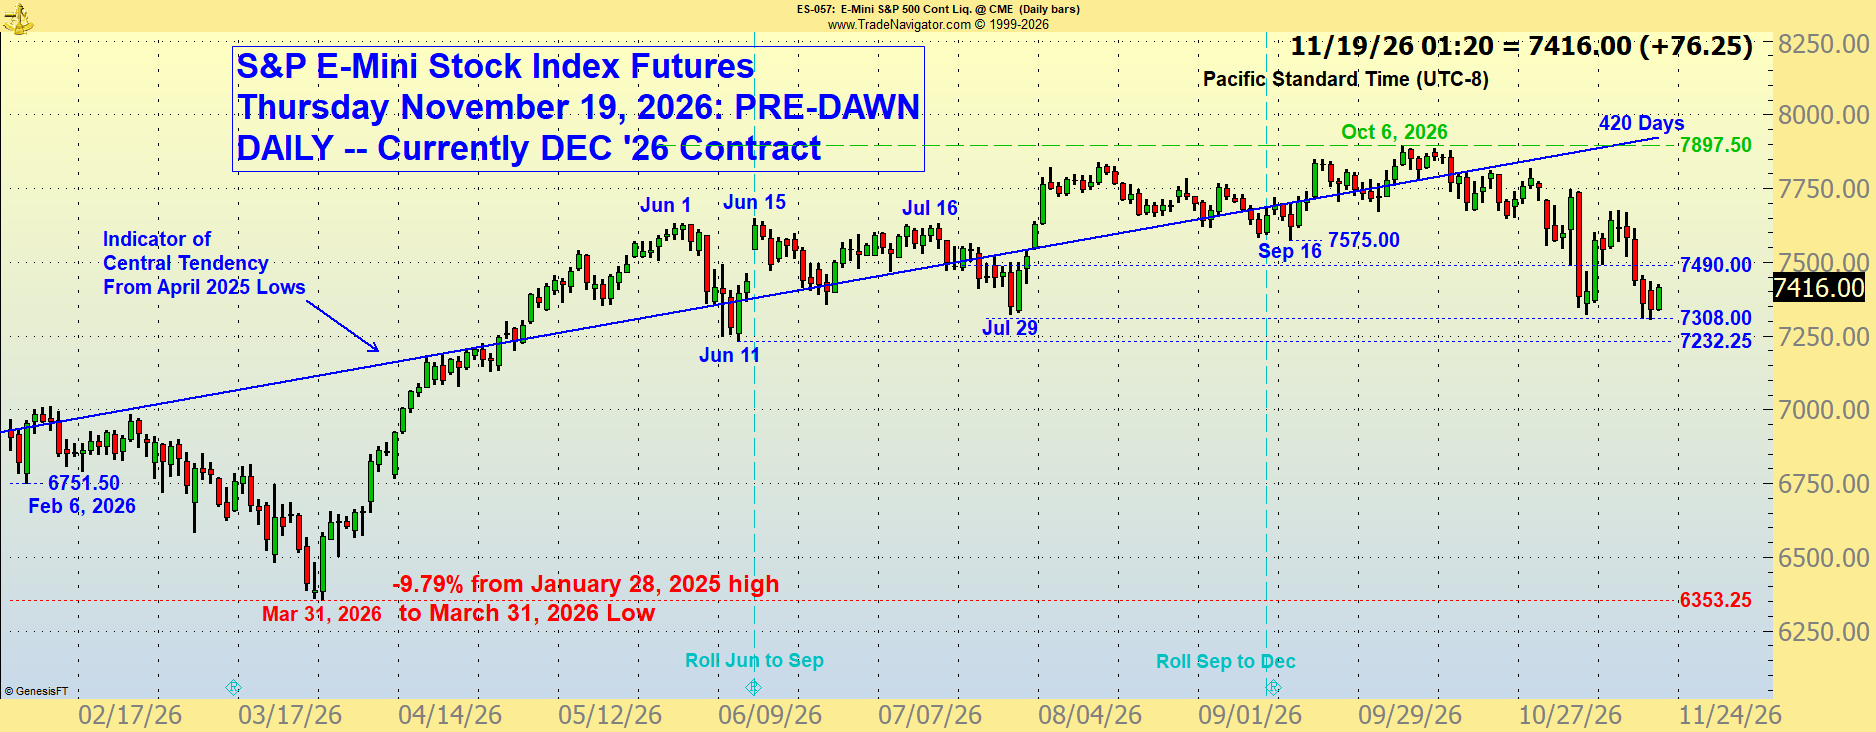 ES-057: E-Mini S&P 500 Cont Liq. @ CME (Daily bars)
www.TradeNavigator.com © 1999-2026
S&P E-Mini Stock Index Futures
Thursday November 19, 2026: PRE-DAWN
DAILY -- Currently DEC '26 Contract
11/19/26 01:20 = 7416.00 (+76.25)
Pacific Standard Time (UTC-8)
Oct 6, 2026
420 Days
7897.50
Jun 1
Jun 15
Jul 16
Indicator of
Central Tendency
From April 2025 Lows
Sep 16
7575.00
7490.00
7308.00
7232.25
Jul 29
Jun 11
6751.50
Feb 6, 2026
-9.79% from January 28, 2025 high
to March 31, 2026 Low
Mar 31, 2026
6353.25
Roll Jun to Sep
Roll Sep to Dec
R
R
R
© GenesisFT
8250.00
8000.00
7750.00
7500.00
7416.00
7250.00
7000.00
6750.00
6500.00
6250.00
02/17/26
03/17/26
04/14/26
05/12/26
06/09/26
07/07/26
08/04/26
09/01/26
09/29/26
10/27/26
11/24/26